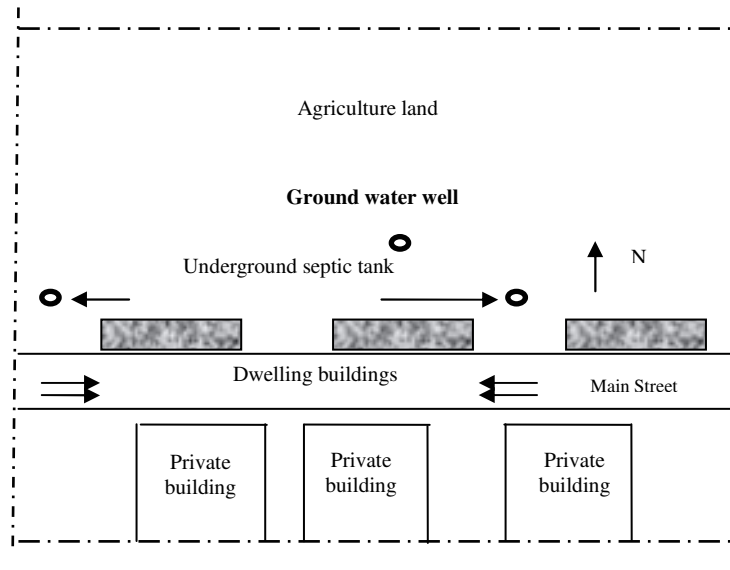 Agriculture land
Ground water well
Underground septic tank
N
Dwelling buildings
Main Street
Private
building
Private
building
Private
building